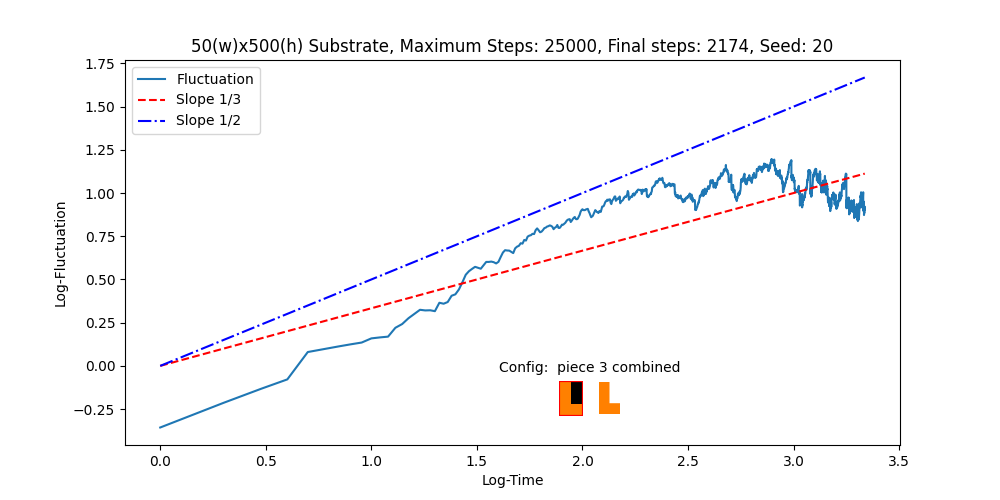 50(w)x500(h) Substrate, Maximum Steps: 25000, Final steps: 2174, Seed: 20
Fluctuation
Slope 1/3
Slope 1/2
1.75
1.50
1.25
1.00
0.75
0.50
0.25
0.00
−0.25
Log-Fluctuation
Config:  piece 3 combined
0.0 0.5 1.0 1.5 2.0 2.5 3.0 3.5
Log-Time